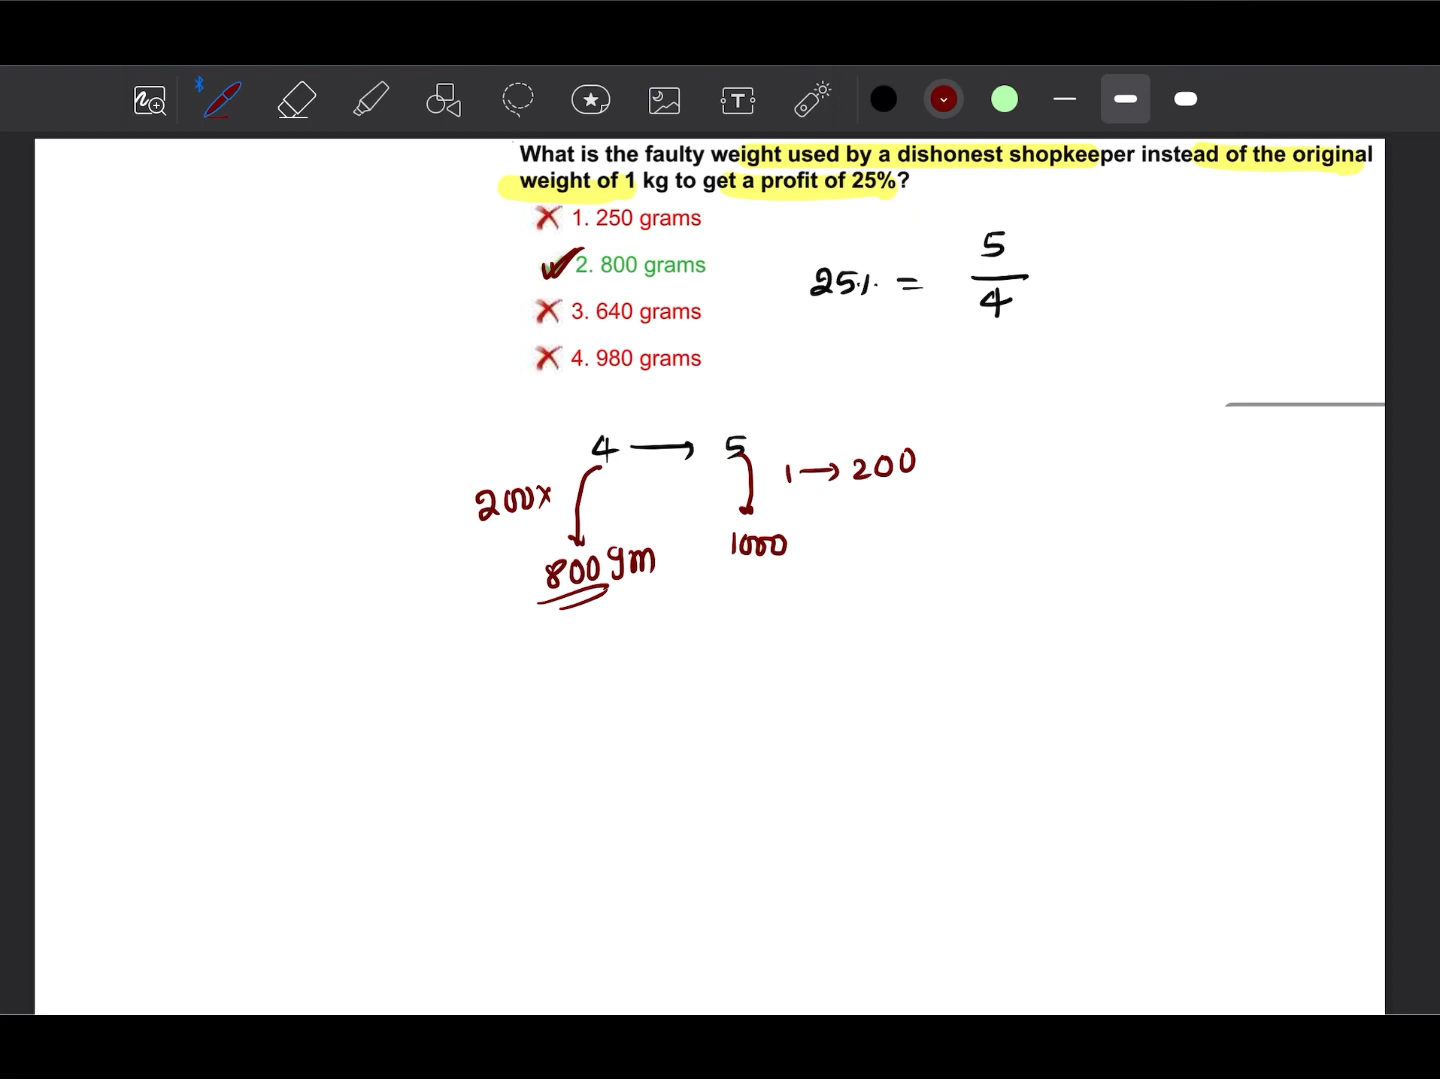 What is the faulty weight used by a dishonest shopkeeper instead of the original
weight of 1 kg to get a profit of 25%?
1. 250 grams
2. 800 grams
3. 640 grams
4. 980 grams
25% = 5/4
4 → 5
1 → 200
200x
800 gm
1000